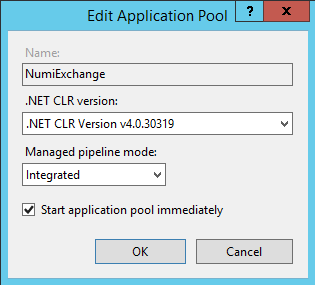 Edit Application Pool
?
Name:
NumiExchange
.NET CLR version:
.NET CLR Version v4.0.30319
Managed pipeline mode:
Integrated
Start application pool immediately
OK
Cancel